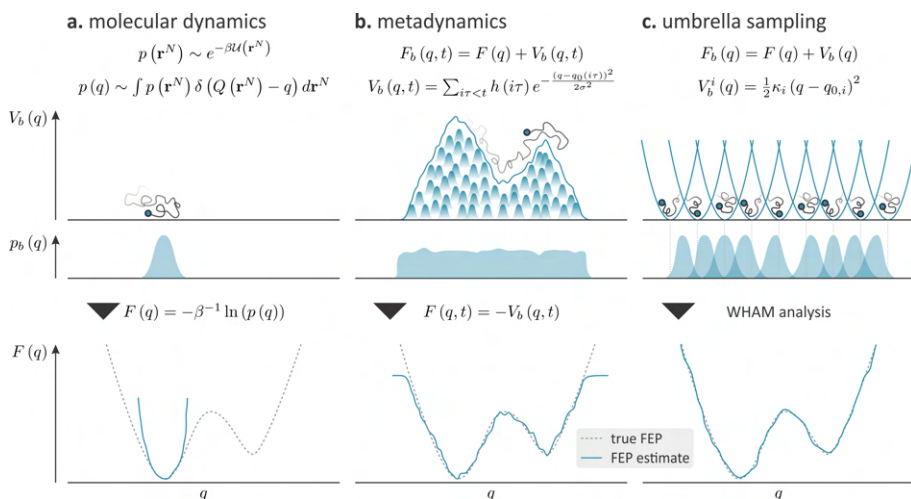 a. molecular dynamics
p (r^N) ∼ e^{−βU(r^N)}
p (q) ∼ ∫ p (r^N) δ (Q (r^N) − q) dr^N
b. metadynamics
F_b (q, t) = F (q) + V_b (q, t)
V_b (q, t) = ∑_{iτ<t} h (iτ) e^{−(q−q_0(iτ))^2 / 2σ^2}
c. umbrella sampling
F_b (q) = F (q) + V_b (q)
V_b^i (q) = 1/2 κ_i (q − q_{0,i})^2
V_b (q)
p_b (q)
F (q) = −β^{−1} ln (p (q))
F (q, t) = −V_b (q, t)
WHAM analysis
F (q)
true FEP
FEP estimate
q
q
q